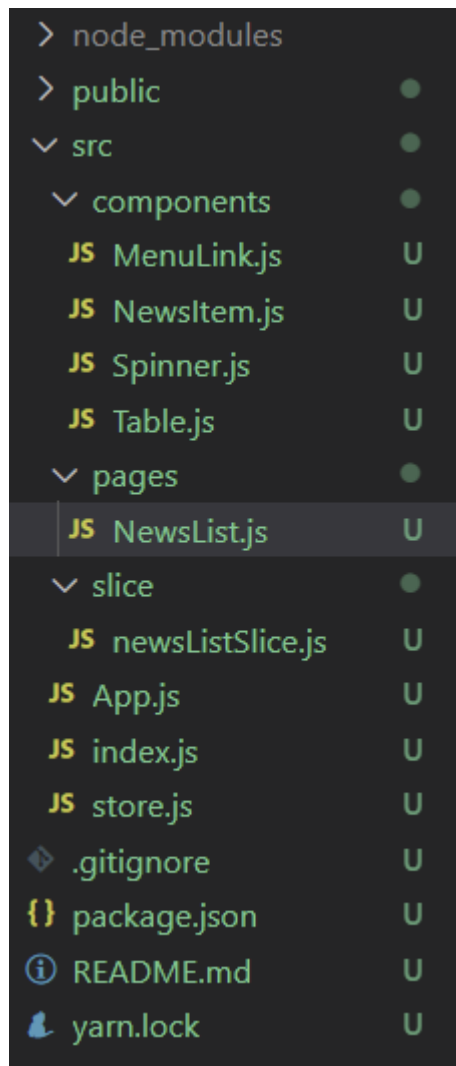 node_modules
public
src
components
JS MenuLink.js U
JS NewsItem.js U
JS Spinner.js U
JS Table.js U
pages
JS NewsList.js U
slice
JS newsListSlice.js U
JS App.js U
JS index.js U
JS store.js U
.gitignore U
{} package.json U
README.md U
yarn.lock U